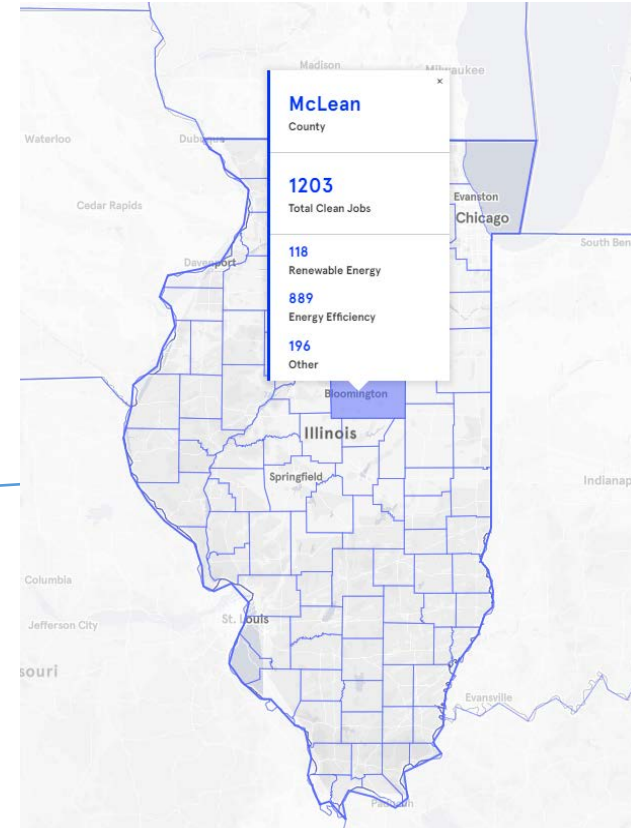 Madison
Milwaukee
×
McLean
County
Waterloo
Dubuque
1203
Total Clean Jobs
Cedar Rapids
Evanston
Chicago
South Ben
118
Renewable Energy
Davenport
889
Energy Efficiency
196
Other
Bloomington
Illinois
Springfield
Indianap
Columbia
St. Louis
Jefferson City
souri
Evansville
Paducah